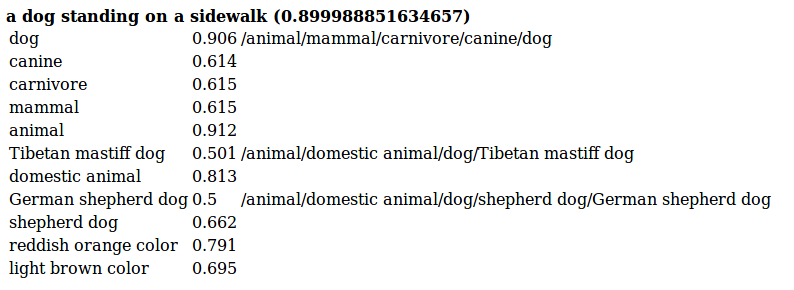 a dog standing on a sidewalk (0.899988851634657)
dog 0.906 /animal/mammal/carnivore/canine/dog
canine 0.614
carnivore 0.615
mammal 0.615
animal 0.912
Tibetan mastiff dog 0.501 /animal/domestic animal/dog/Tibetan mastiff dog
domestic animal 0.813
German shepherd dog 0.5 /animal/domestic animal/dog/shepherd dog/German shepherd dog
shepherd dog 0.662
reddish orange color 0.791
light brown color 0.695